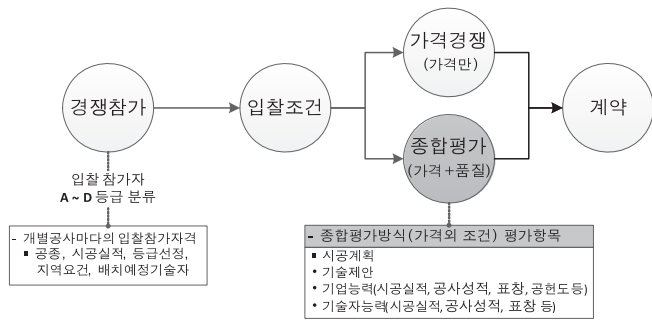 경쟁참가
입찰조건
가격경쟁
(가격만)
종합평가
(가격+품질)
계약
입찰 참가자
A ~ D 등급 분류
- 개별공사마다의 입찰참가자격
▪ 공종, 시공실적, 등급선정,
지역요건, 배치예정기술자
- 종합평가방식(가격외 조건) 평가항목
▪ 시공계획
• 기술제안
• 기업능력(시공실적, 공사성적, 표창, 공헌도등)
• 기술자능력(시공실적, 공사성적, 표창 등)